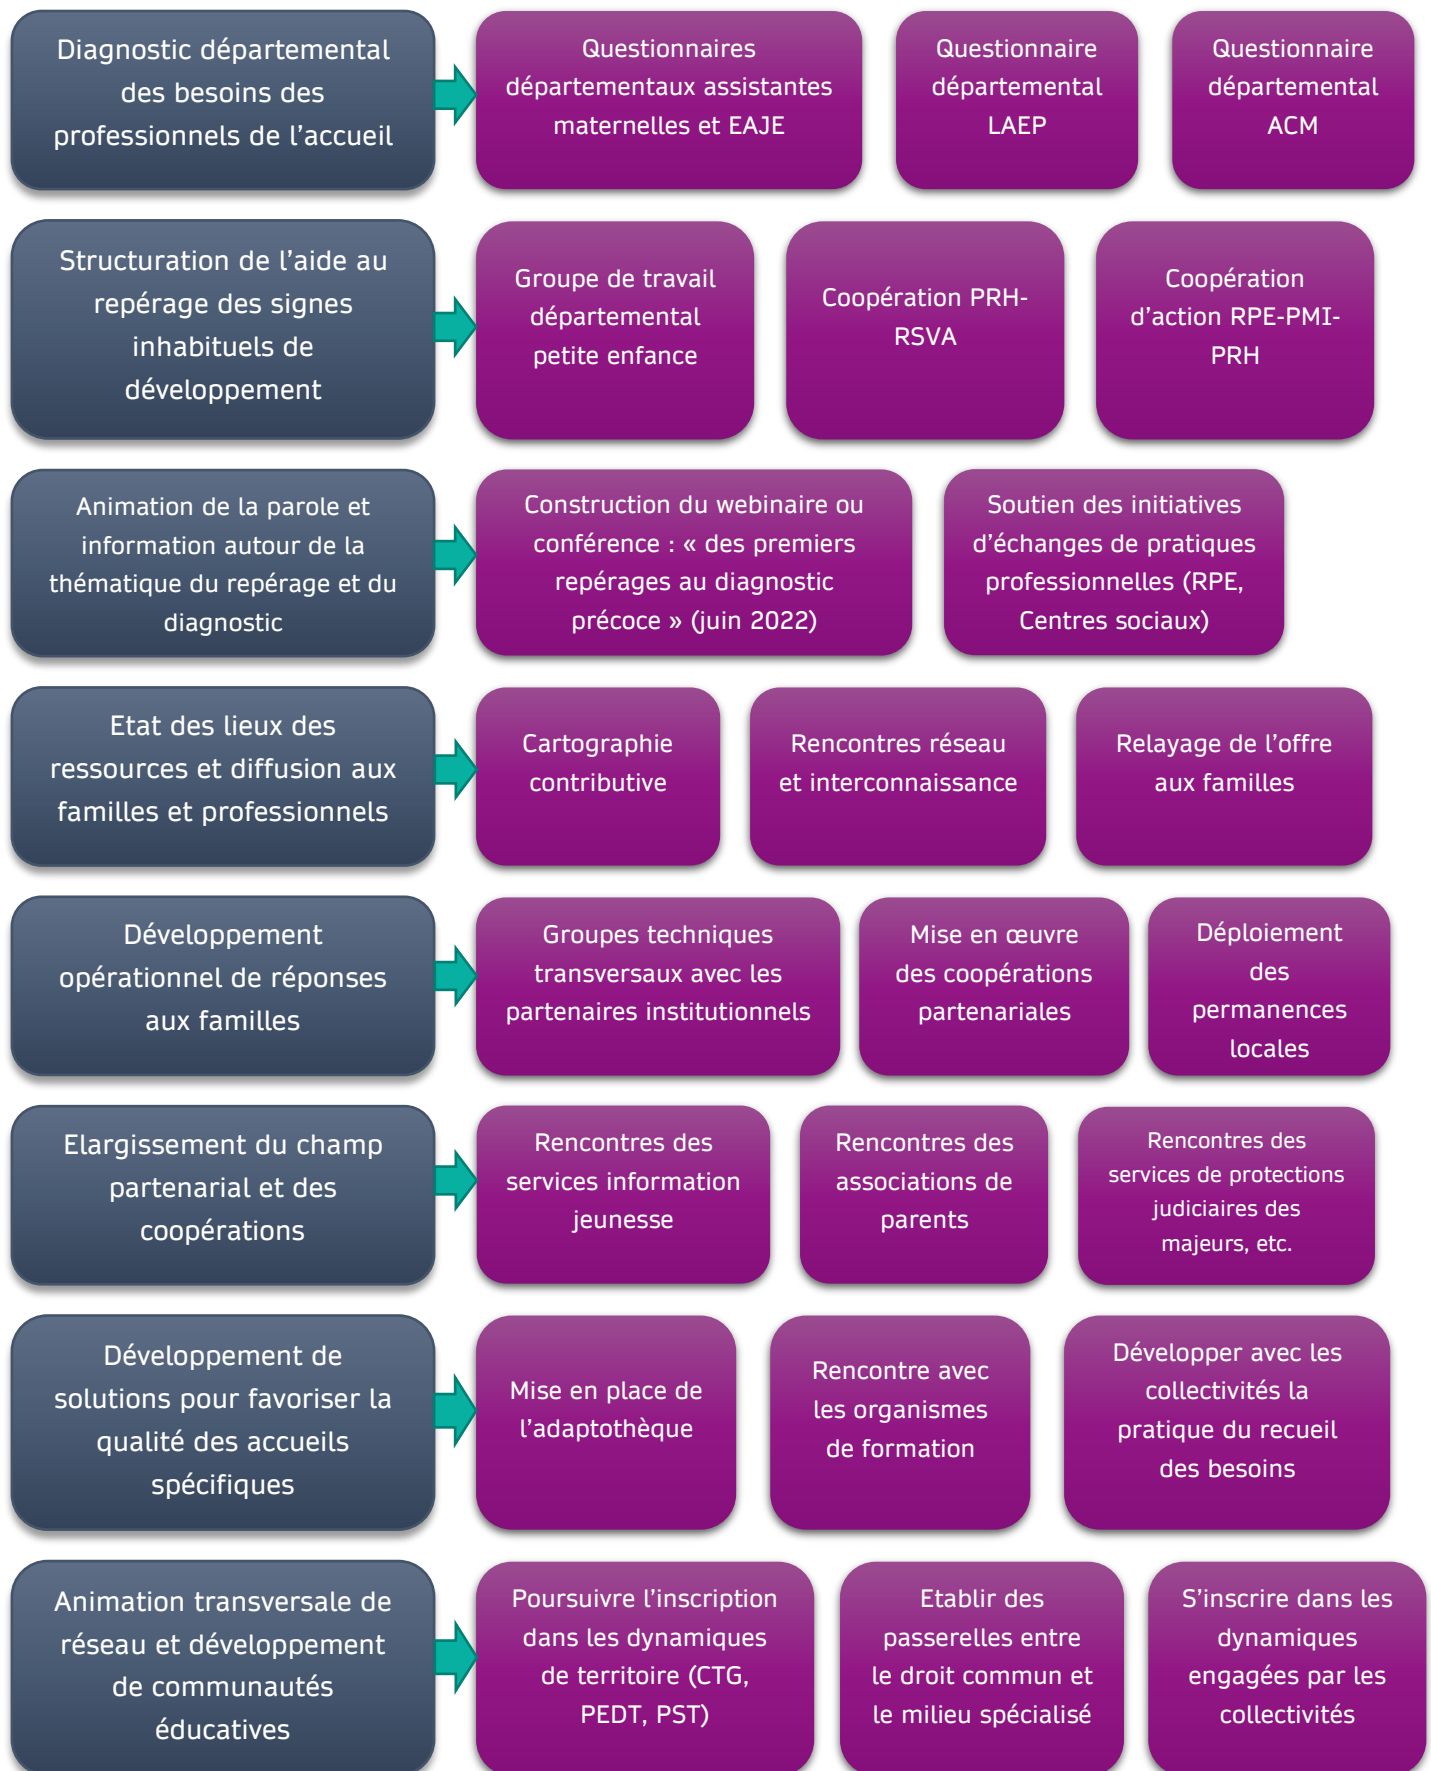 Diagnostic départemental
des besoins des
professionnels de l'accueil
Questionnaires
départementaux assistantes
maternelles et EAJE
Questionnaire
départemental
LAEP
Questionnaire
départemental
ACM
Structuration de l'aide au
repérage des signes
inhabituels de
développement
Groupe de travail
départemental
petite enfance
Coopération PRH-
RSVA
Coopération
d'action RPE-PMI-
PRH
Animation de la parole et
information autour de la
thématique du repérage et du
diagnostic
Construction du webinaire ou
conférence : « des premiers
repérages au diagnostic
précoce » (juin 2022)
Soutien des initiatives
d'échanges de pratiques
professionnelles (RPE,
Centres sociaux)
Etat des lieux des
ressources et diffusion aux
familles et professionnels
Cartographie
contributive
Rencontres réseau
et interconnaissance
Relayage de l'offre
aux familles
Développement
opérationnel de réponses
aux familles
Groupes techniques
transversaux avec les
partenaires institutionnels
Mise en œuvre
des coopérations
partenariales
Déploiement
des
permanences
locales
Elargissement du champ
partenarial et des
coopérations
Rencontres des
services information
jeunesse
Rencontres des
associations de
parents
Rencontres des
services de protections
judiciaires des
majeurs, etc.
Développement de
solutions pour favoriser la
qualité des accueils
spécifiques
Mise en place de
l'adaptothèque
Rencontre avec
les organismes
de formation
Développer avec les
collectivités la
pratique du recueil
des besoins
Animation transversale de
réseau et développement
de communautés
éducatives
Poursuivre l'inscription
dans les dynamiques
de territoire (CTG,
PEDT, PST)
Etablir des
passerelles entre
le droit commun et
le milieu spécialisé
S'inscrire dans les
dynamiques
engagées par les
collectivités